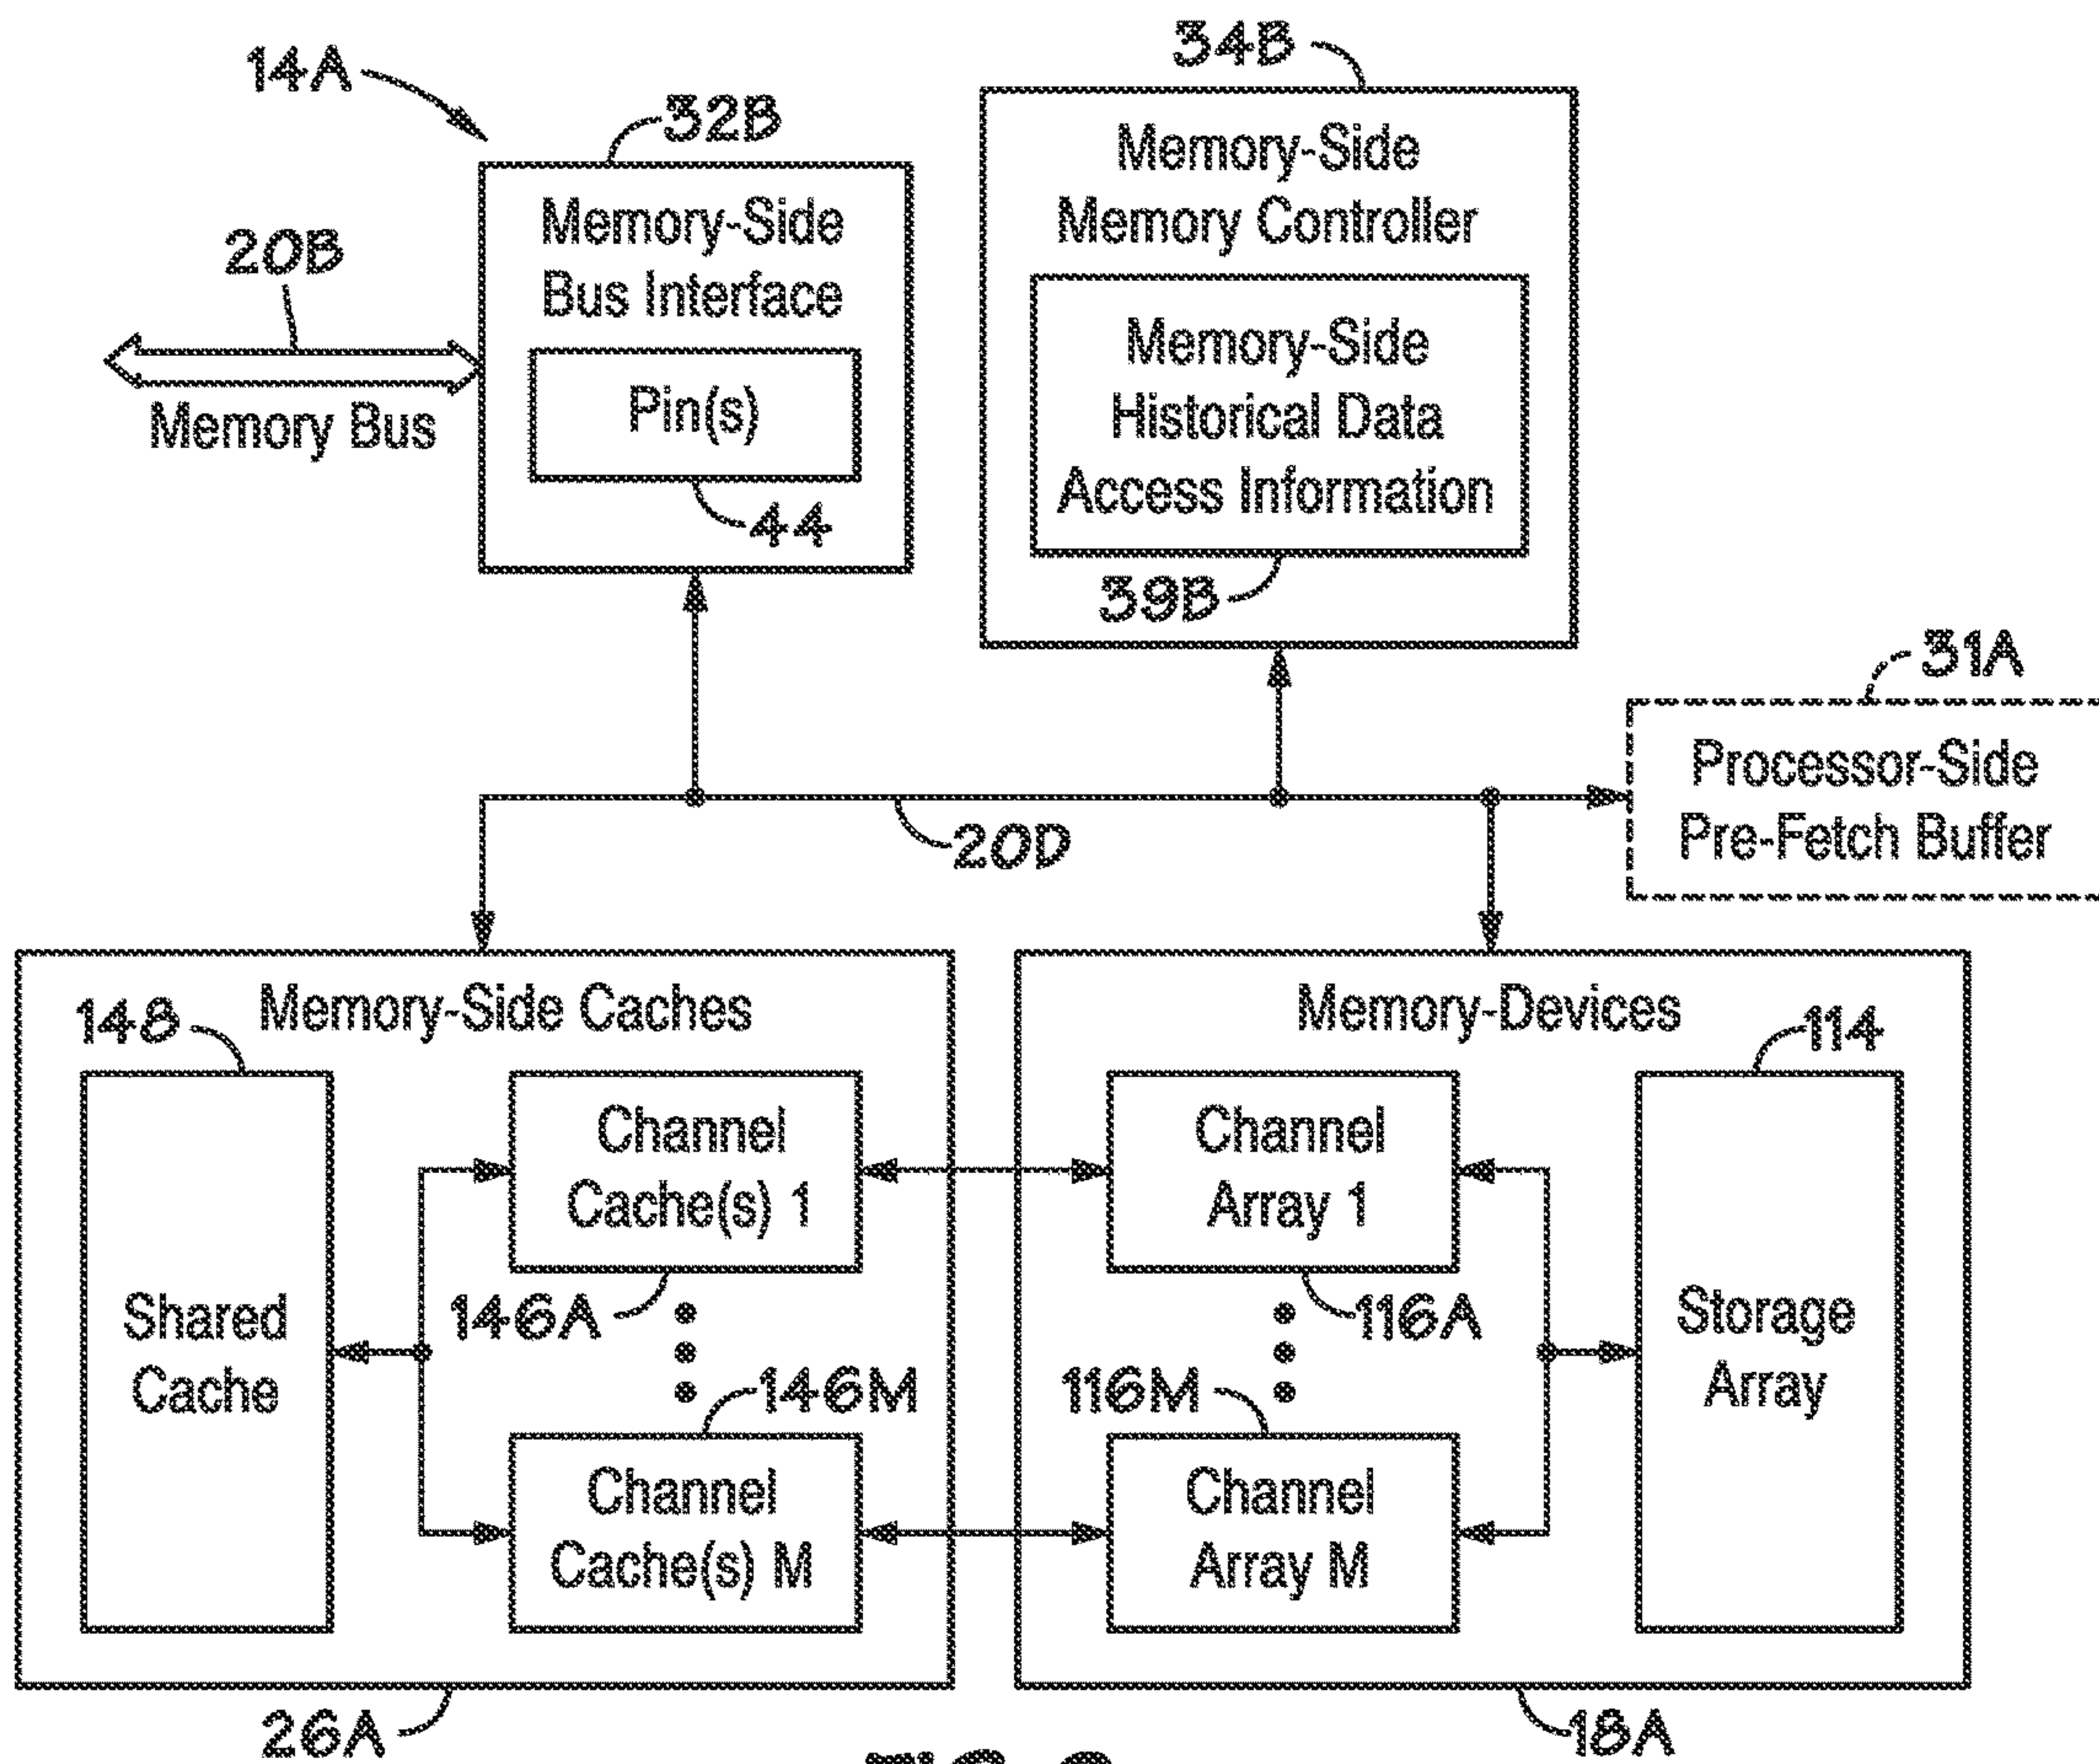 34B
14A
32B
Memory-Side
Memory Controller
Memory-Side
Bus Interface
20B
Memory-Side
Historical Data
Access Information
Pin(s)
Memory Bus
44
39B
31A
Processor-Side
Pre-Fetch Buffer
20D
Memory-Side Caches
Memory-Devices
148
114
Channel
Cache(s) 1
Channel
Array 1
146A
116A
Shared
Cache
Storage
Array
146M
116M
Channel
Cache(s) M
Channel
Array M
26A
18A